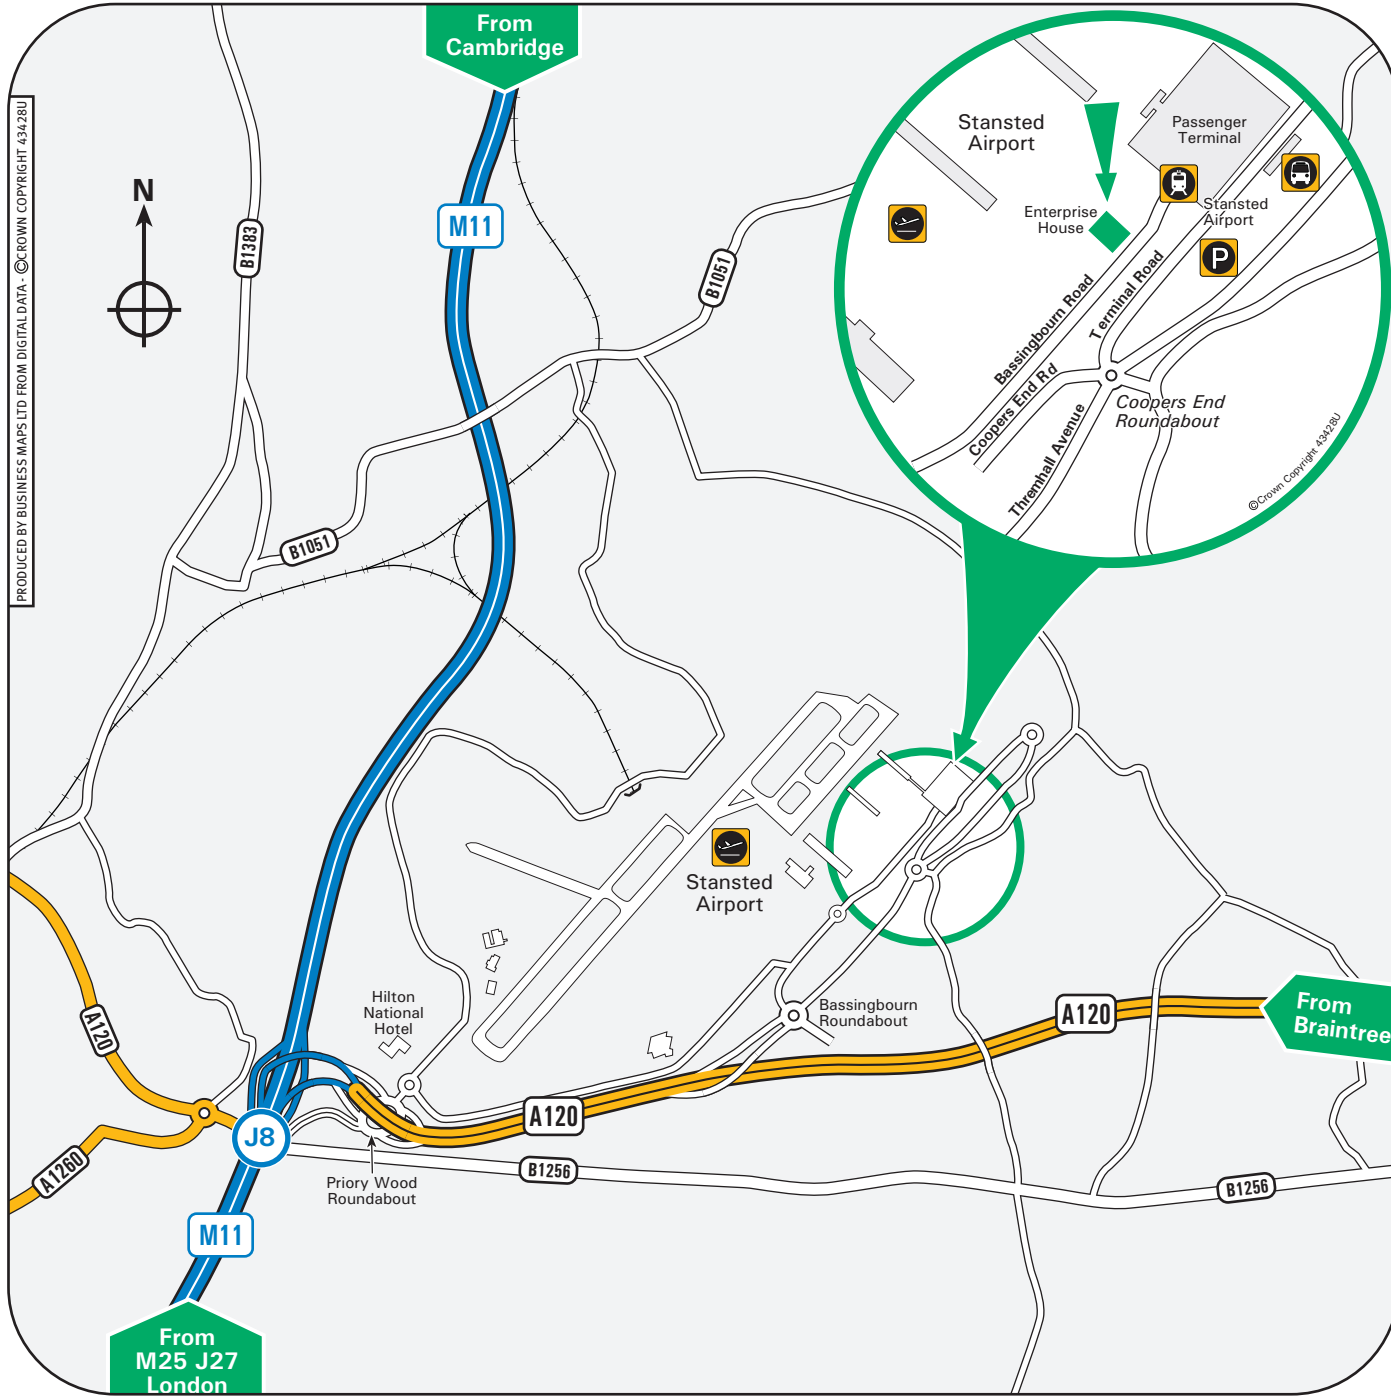 From
Cambridge
PRODUCED BY BUSINESS MAPS LTD FROM DIGITAL DATA - ©CROWN COPYRIGHT 43428U
N
B1383
M11
B1051
B1051
Stansted
Airport
Passenger
Terminal
Enterprise
House
Stansted
Airport
P
Bassingbourn Road
Terminal Road
Coopers End Rd
Thremhall Avenue
Coopers End
Roundabout
©Crown Copyright 43428U
Stansted
Airport
Hilton
National
Hotel
Bassingbourn
Roundabout
A120
From
Braintree
A120
A120
J8
A1260
Priory Wood
Roundabout
B1256
B1256
M11
From
M25 J27
London